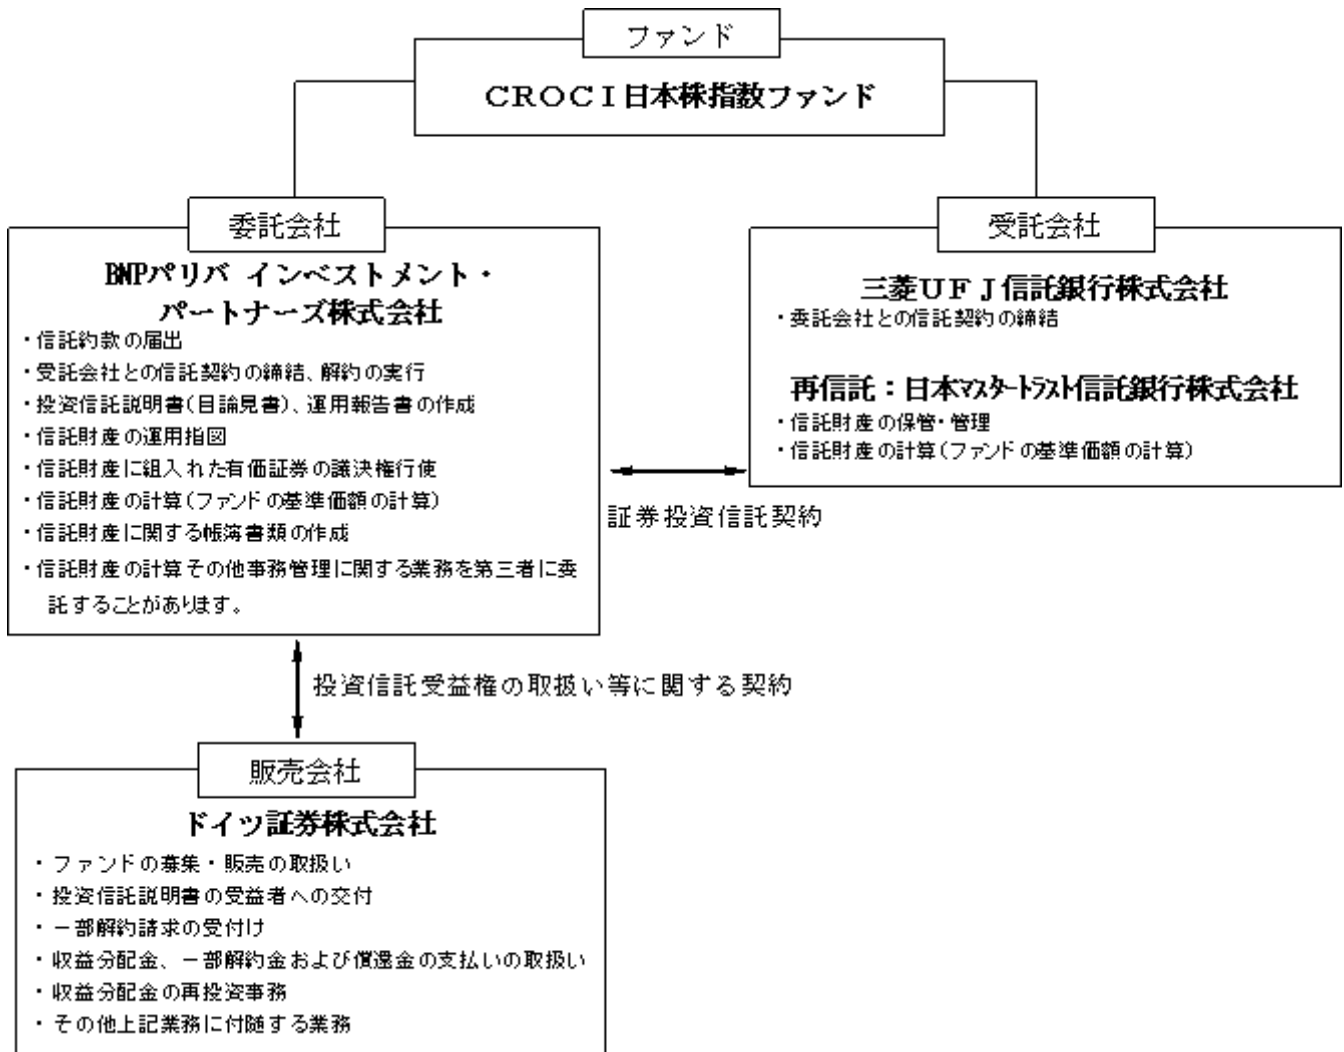 ファンド
ＣＲＯＣＩ日本株指数ファンド
委託会社
BNPパリバ インベストメント・
パートナーズ株式会社
・信託約款の届出
・受託会社との信託契約の締結、解約の実行
・投資信託説明書(目論見書)、運用報告書の作成
・信託財産の運用指図
・信託財産に組入れた有価証券の議決権行使
・信託財産の計算(ファンドの基準価額の計算)
・信託財産に関する帳簿書類の作成
・信託財産の計算その他事務管理に関する業務を第三者に委
託することがあります。
受託会社
三菱ＵＦＪ信託銀行株式会社
・委託会社との信託契約の締結
再信託：日本ﾏｽﾀｰﾄﾗｽﾄ信託銀行株式会社
・信託財産の保管・管理
・信託財産の計算(ファンドの基準価額の計算)
証券投資信託契約
投資信託受益権の取扱い等に関する契約
販売会社
ドイツ証券株式会社
・ファンドの募集・販売の取扱い
・投資信託説明書の受益者への交付
・一部解約請求の受付け
・収益分配金、一部解約金および償還金の支払いの取扱い
・収益分配金の再投資事務
・その他上記業務に付随する業務